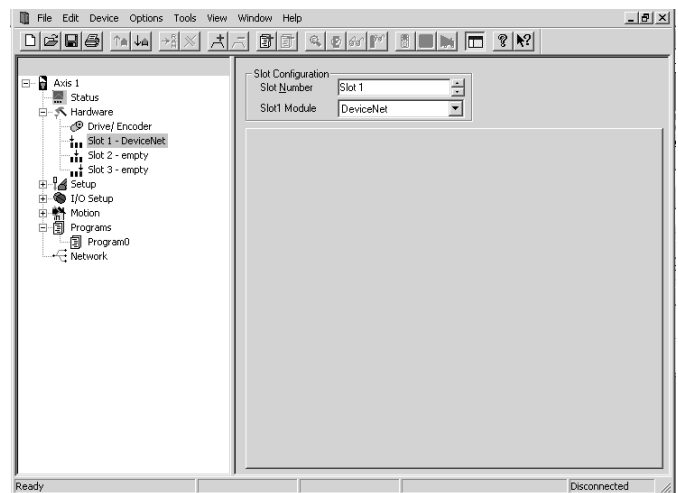 File Edit Device Options Tools View Window Help
Axis 1
Status
Hardware
Drive/ Encoder
Slot 1 - DeviceNet
Slot 2 - empty
Slot 3 - empty
Setup
I/O Setup
Motion
Programs
Program0
Network
Slot Configuration
Slot Number Slot 1
Slot1 Module DeviceNet
Ready Disconnected